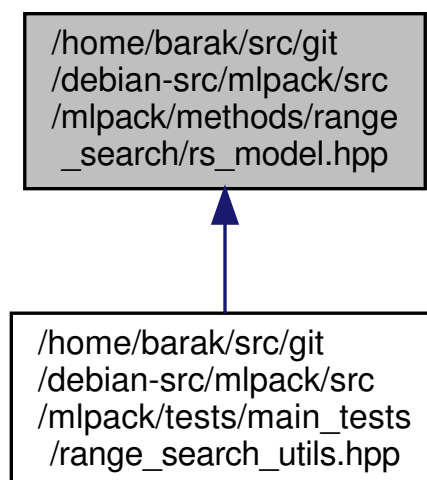 /home/barak/src/git
/debian-src/mlpack/src
/mlpack/methods/range
_search/rs_model.hpp
/home/barak/src/git
/debian-src/mlpack/src
/mlpack/tests/main_tests
/range_search_utils.hpp